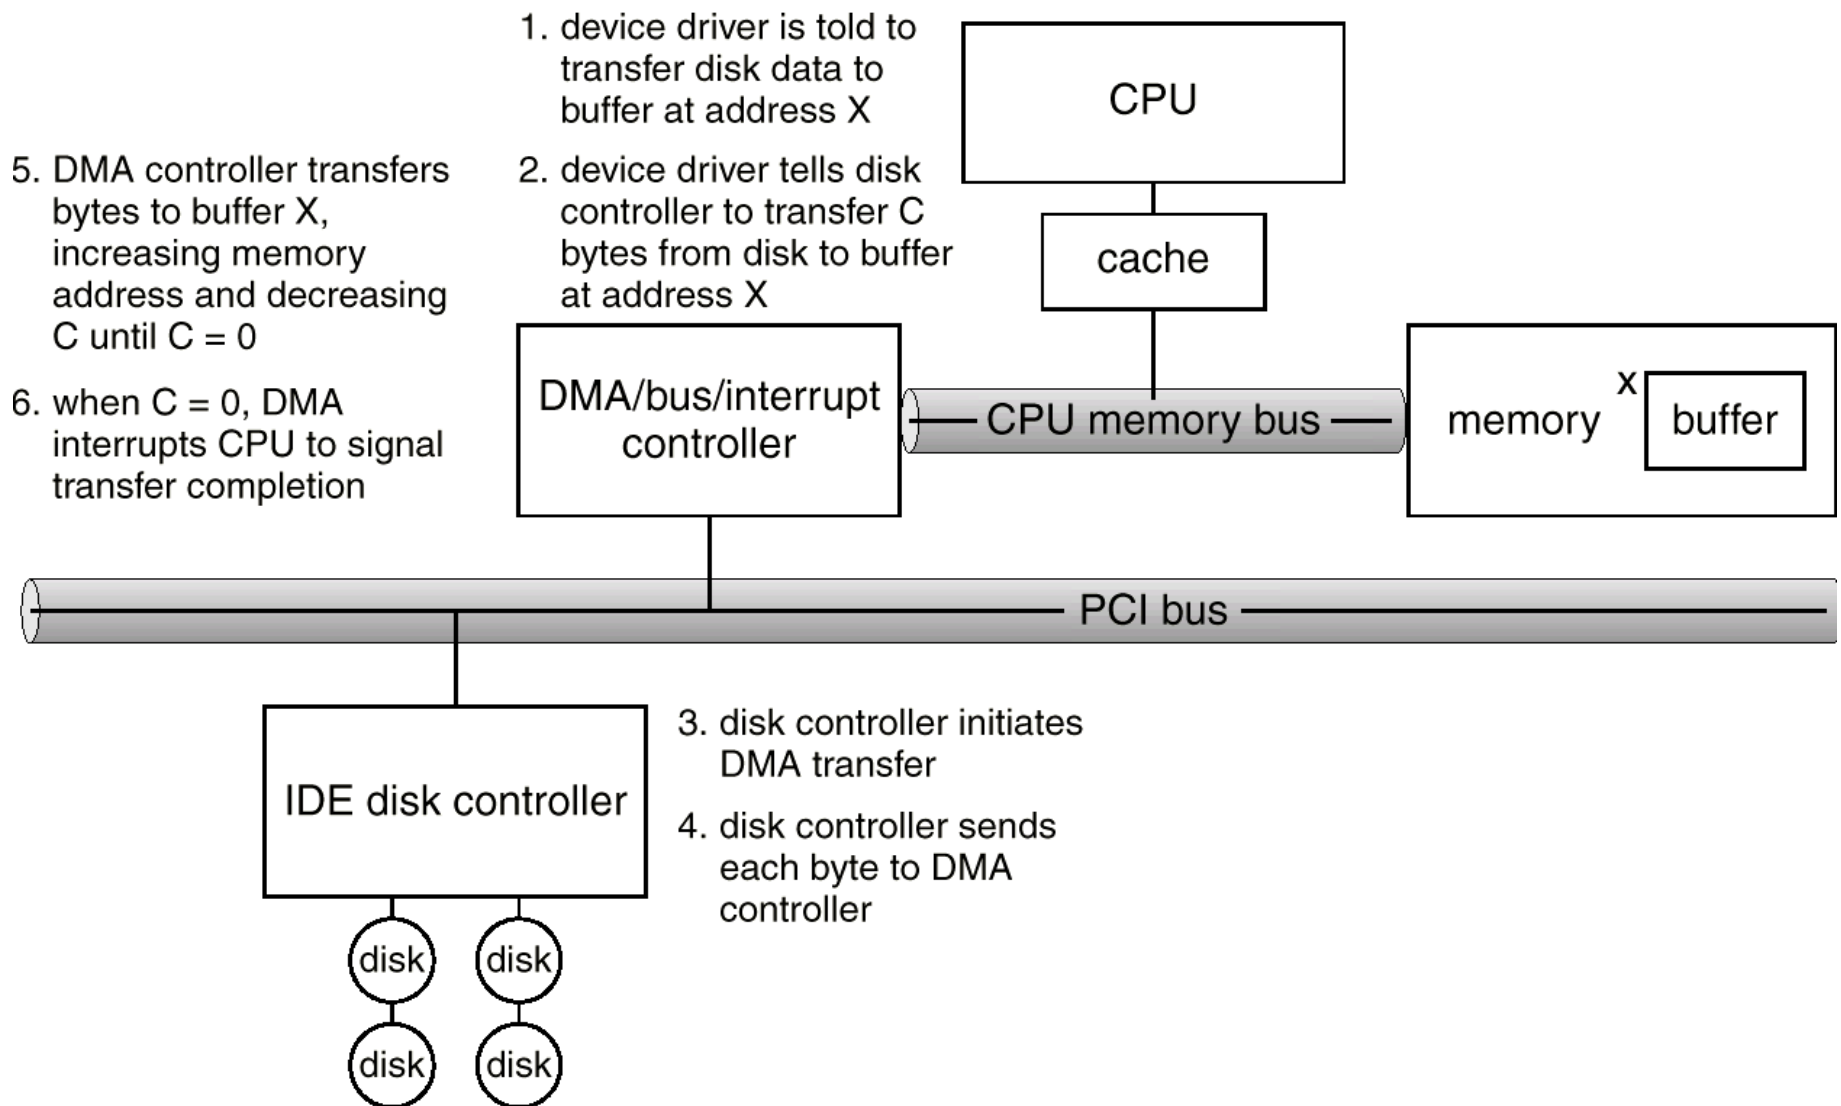 1. device driver is told to
transfer disk data to
buffer at address X
2. device driver tells disk
controller to transfer C
bytes from disk to buffer
at address X
5. DMA controller transfers
bytes to buffer X,
increasing memory
address and decreasing
C until C = 0
6. when C = 0, DMA
interrupts CPU to signal
transfer completion
CPU
cache
DMA/bus/interrupt
controller
CPU memory bus
memory
x
buffer
PCI bus
IDE disk controller
3. disk controller initiates
DMA transfer
4. disk controller sends
each byte to DMA
controller
disk
disk
disk
disk